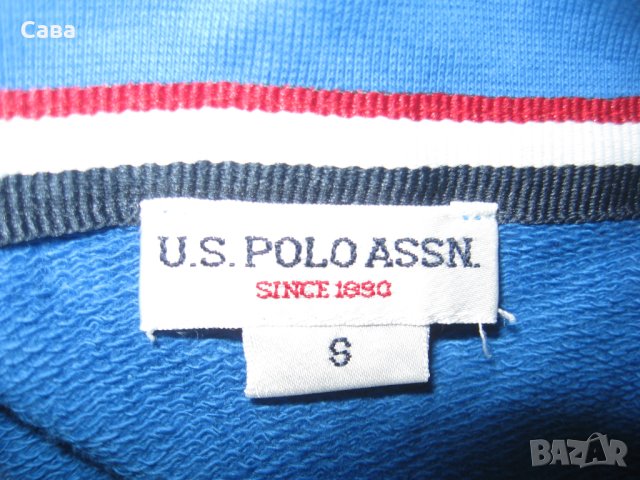 Сава
U.S. POLO ASSN.
SINCE 1890
S
BAZAR